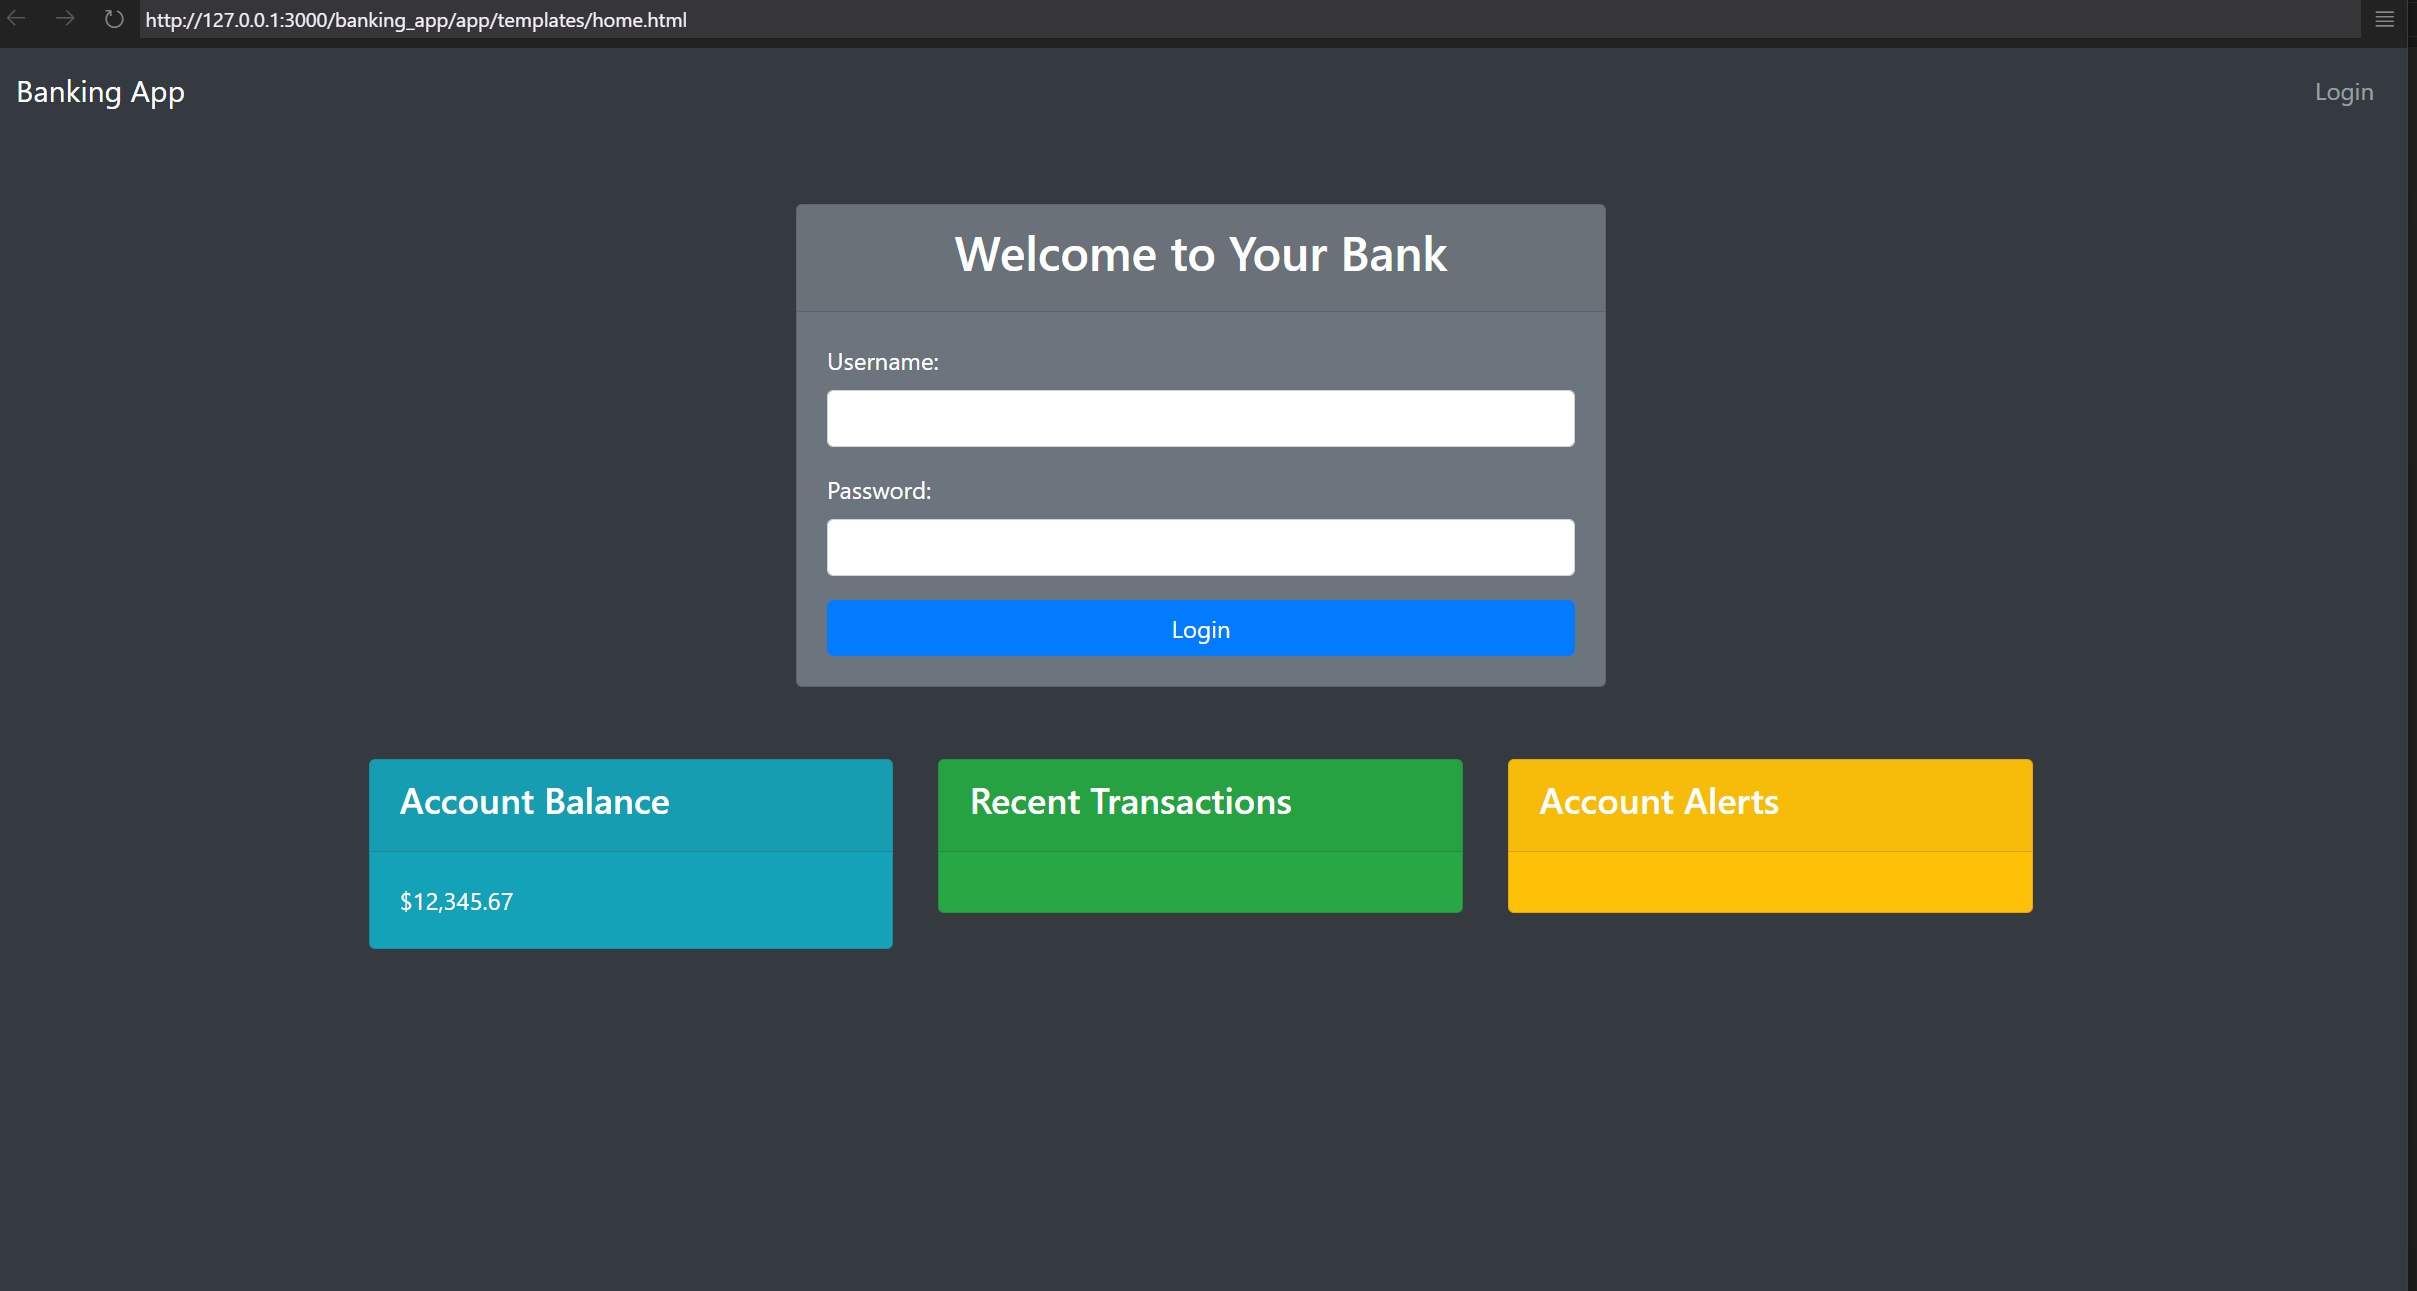 http://127.0.0.1:3000/banking_app/app/templates/home.html
Banking App
Login
Welcome to Your Bank
Username:
Password:
Login
Account Balance
$12,345.67
Recent Transactions
Account Alerts